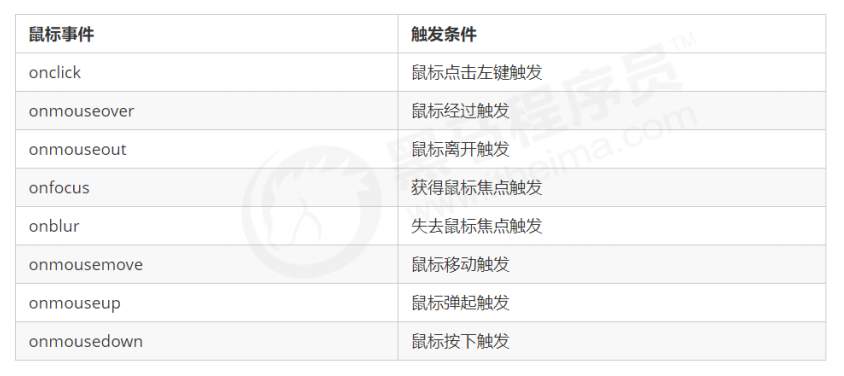 鼠标事件 触发条件
onclick 鼠标点击左键触发
onmouseover 鼠标经过触发
onmouseout 鼠标离开触发
onfocus 获得鼠标焦点触发
onblur 失去鼠标焦点触发
onmousemove 鼠标移动触发
onmouseup 鼠标弹起触发
onmousedown 鼠标按下触发
黑马程序员™
www.itheima.com